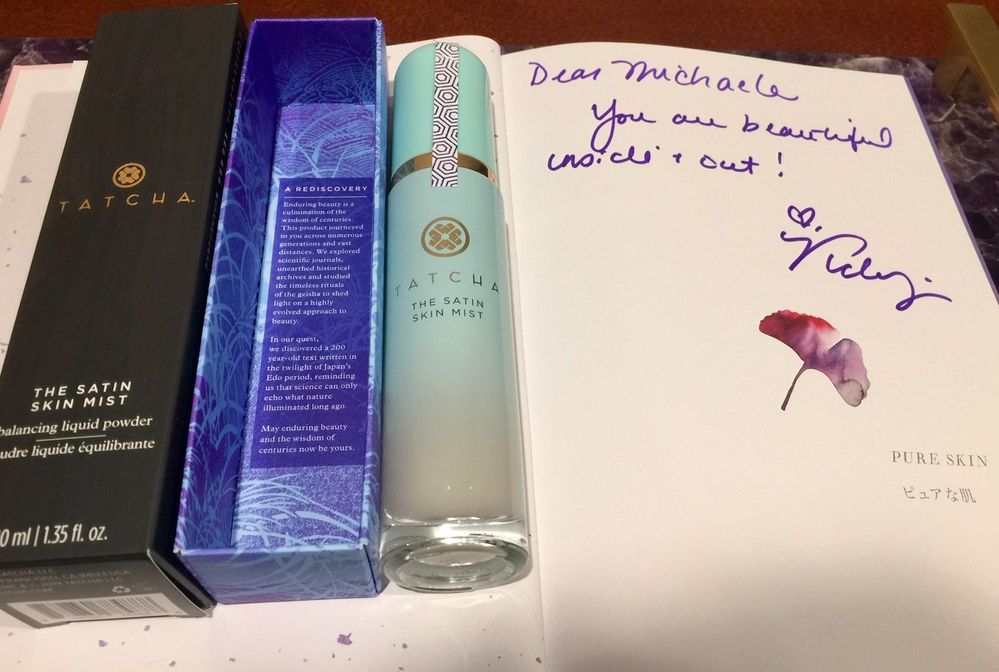 TATCHA
THE SATIN
SKIN MIST
balancing liquid powder
udre liquide équilibrante
0 ml | 1.35 fl. oz.
A REDISCOVERY
Enduring beauty is a
culmination of the
wisdom of centuries.
This product journeyed
to you across numerous
generations and vast
distances. We explored
scientific journals,
unearthed historical
archives and studied
the timeless rituals
of the geisha to shed
light on a highly
evolved approach to
beauty.
In our quest,
we discovered a 200
year-old text written in
the twilight of Japan's
Edo period, reminding
us that science can only
echo what nature
illuminated long ago.
May enduring beauty
and the wisdom of
centuries now be yours.
TATCHA
THE SATIN
SKIN MIST
Dear Michaela
You are beautiful
inside + out!
Vicky
PURE SKIN
ピュアな肌